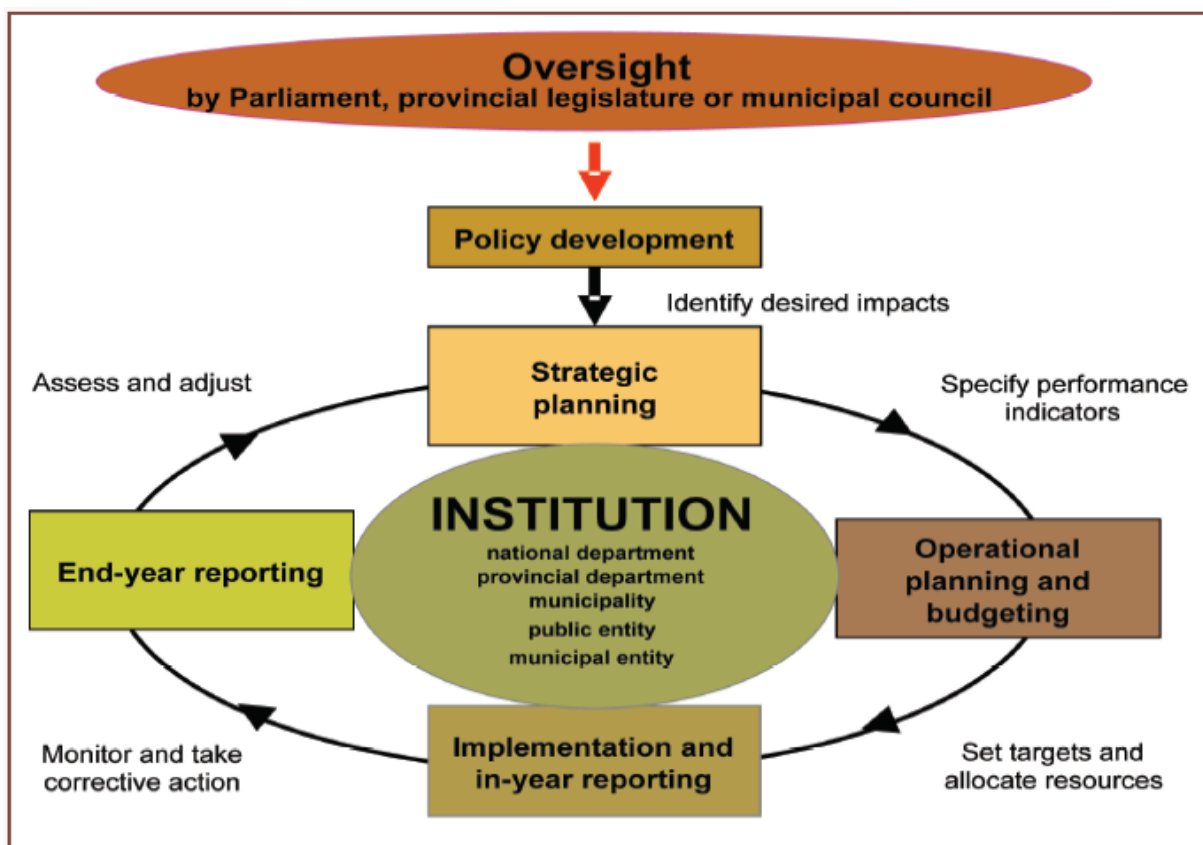 Oversight
by Parliament, provincial legislature or municipal council
Policy development
Identify desired impacts
Strategic
planning
Assess and adjust
Specify performance
indicators
INSTITUTION
national department
provincial department
municipality
public entity
municipal entity
End-year reporting
Operational
planning and
budgeting
Implementation and
in-year reporting
Monitor and take
corrective action
Set targets and
allocate resources